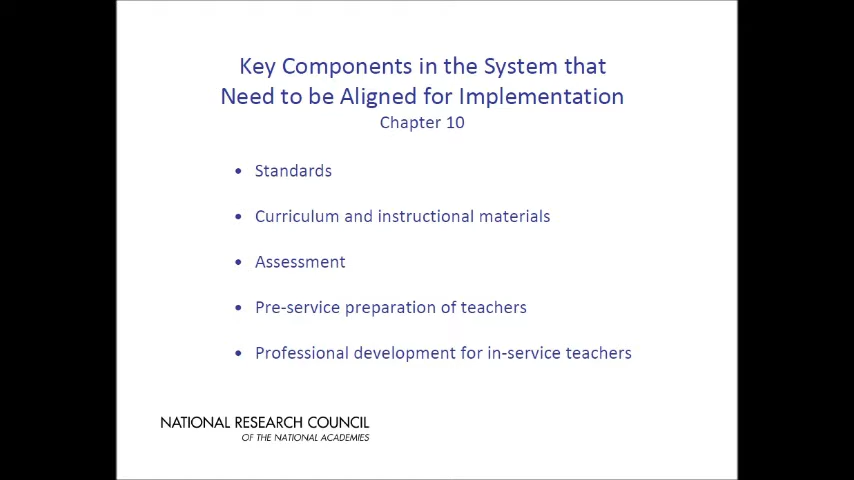 Key Components in the System that
Need to be Aligned for Implementation
Chapter 10
• Standards
• Curriculum and instructional materials
• Assessment
• Pre-service preparation of teachers
• Professional development for in-service teachers
NATIONAL RESEARCH COUNCIL
OF THE NATIONAL ACADEMIES